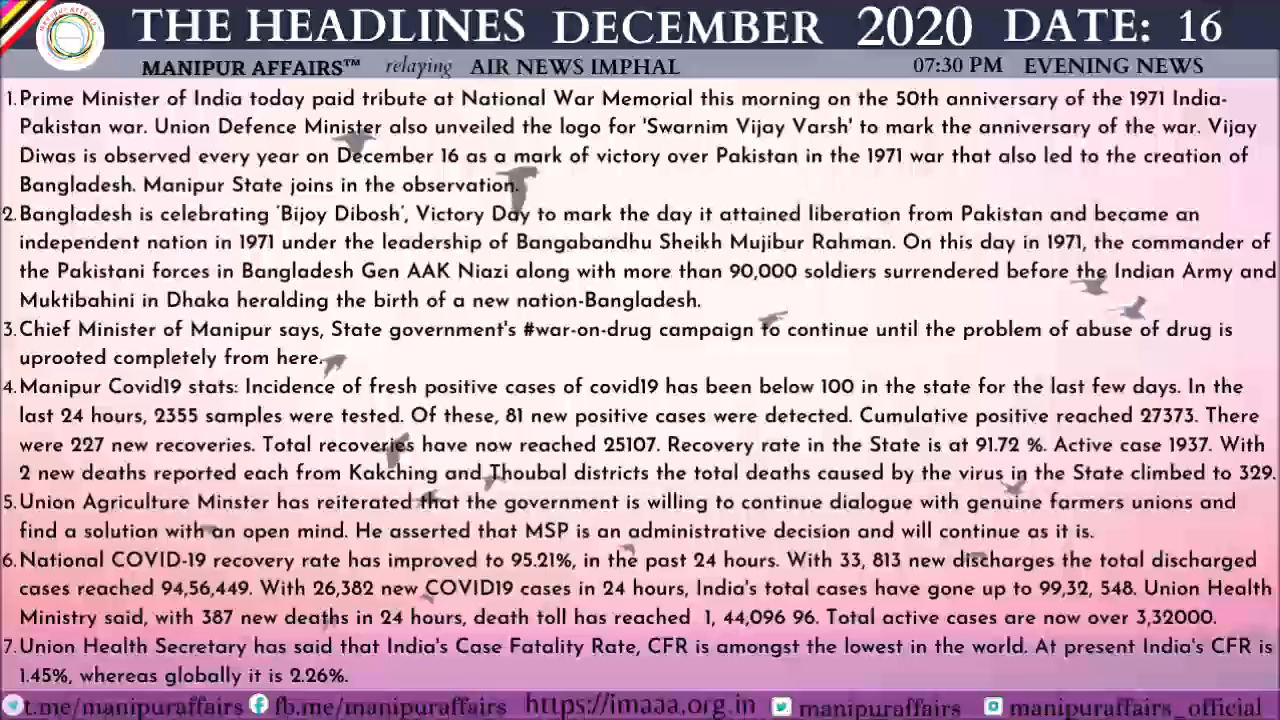 THE HEADLINES DECEMBER 2020 DATE: 16
MANIPUR AFFAIRS™ relaying AIR NEWS IMPHAL 07:30 PM EVENING NEWS
1. Prime Minister of India today paid tribute at National War Memorial this morning on the 50th anniversary of the 1971 India-
Pakistan war. Union Defence Minister also unveiled the logo for 'Swarnim Vijay Varsh' to mark the anniversary of the war. Vijay
Diwas is observed every year on December 16 as a mark of victory over Pakistan in the 1971 war that also led to the creation of
Bangladesh. Manipur State joins in the observation.
2. Bangladesh is celebrating 'Bijoy Dibosh', Victory Day to mark the day it attained liberation from Pakistan and became an
independent nation in 1971 under the leadership of Bangabandhu Sheikh Mujibur Rahman. On this day in 1971, the commander of
the Pakistani forces in Bangladesh Gen AAK Niazi along with more than 90,000 soldiers surrendered before the Indian Army and
Muktibahini in Dhaka heralding the birth of a new nation-Bangladesh.
3. Chief Minister of Manipur says, State government's #war-on-drug campaign to continue until the problem of abuse of drug is
uprooted completely from here.
4. Manipur Covid19 stats: Incidence of fresh positive cases of covid19 has been below 100 in the state for the last few days. In the
last 24 hours, 2355 samples were tested. Of these, 81 new positive cases were detected. Cumulative positive reached 27373. There
were 227 new recoveries. Total recoveries have now reached 25107. Recovery rate in the State is at 91.72 %. Active case 1937. With
2 new deaths reported each from Kakching and Thoubal districts the total deaths caused by the virus in the State climbed to 329.
5. Union Agriculture Minster has reiterated that the government is willing to continue dialogue with genuine farmers unions and
find a solution with an open mind. He asserted that MSP is an administrative decision and will continue as it is.
6. National COVID-19 recovery rate has improved to 95.21%, in the past 24 hours. With 33, 813 new discharges the total discharged
cases reached 94,56,449. With 26,382 new COVID19 cases in 24 hours, India's total cases have gone up to 99,32, 548. Union Health
Ministry said, with 387 new deaths in 24 hours, death toll has reached 1, 44,096 96. Total active cases are now over 3,32000.
7. Union Health Secretary has said that India's Case Fatality Rate, CFR is amongst the lowest in the world. At present India's CFR is
1.45%, whereas globally it is 2.26%.
t.me/manipuraffairs fb.me/manipuraffairs https://imaaa.org.in manipuraffairs manipuraffairs_official